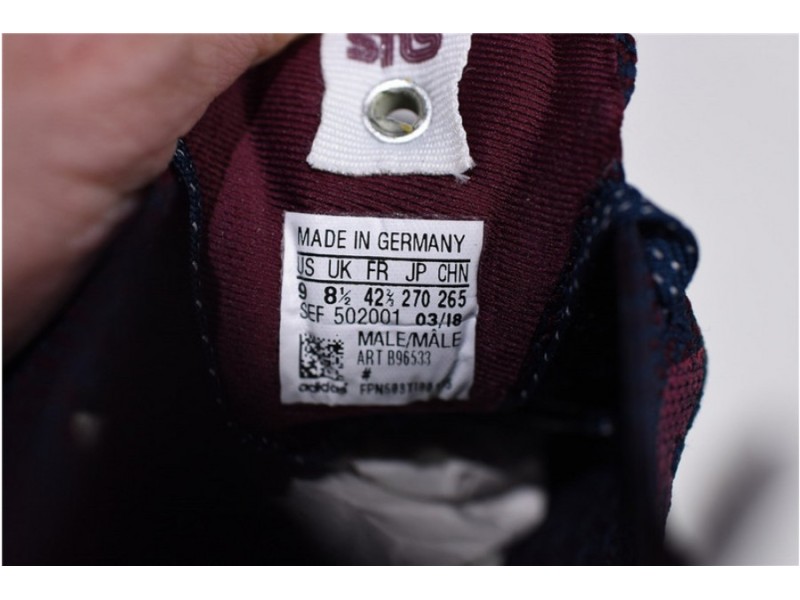 MADE IN GERMANY
US UK FR JP CHN
9 8½ 42⅔ 270 265
SEF 502001 03/18
MALE/MÂLE
ART B96533
#
adidas